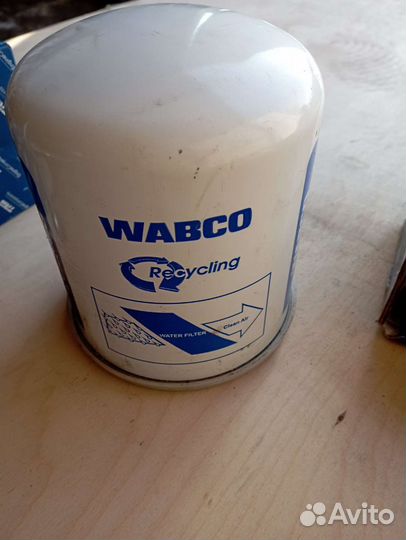 WABCO
Recycling
WATER FILTER
Clean Air
Avito